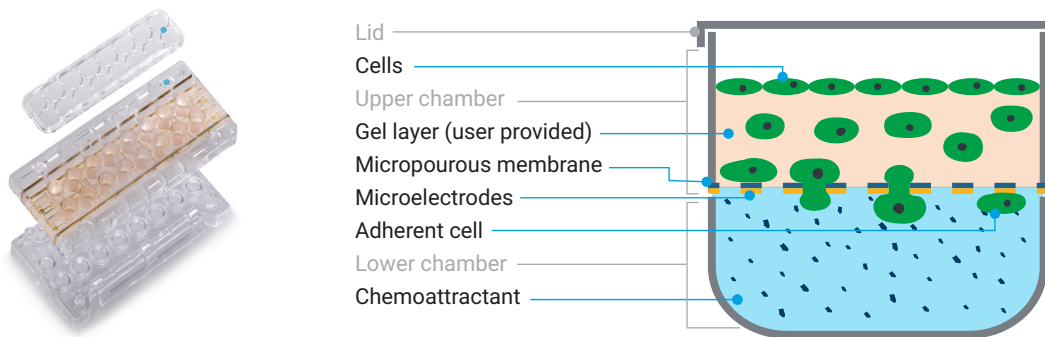 Lid
Cells
Upper chamber
Gel layer (user provided)
Micropourous membrane
Microelectrodes
Adherent cell
Lower chamber
Chemoattractant